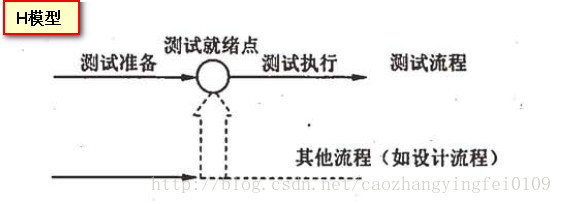 H模型
测试就绪点
测试准备
测试执行
测试流程
其他流程（如设计流程）
http://blog.csdn.net/caozhangyingfei0109